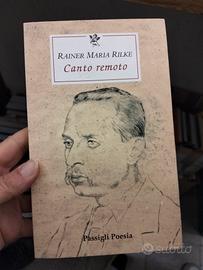 RAINER MARIA RILKE
Canto remoto
Passigli Poesia
subito